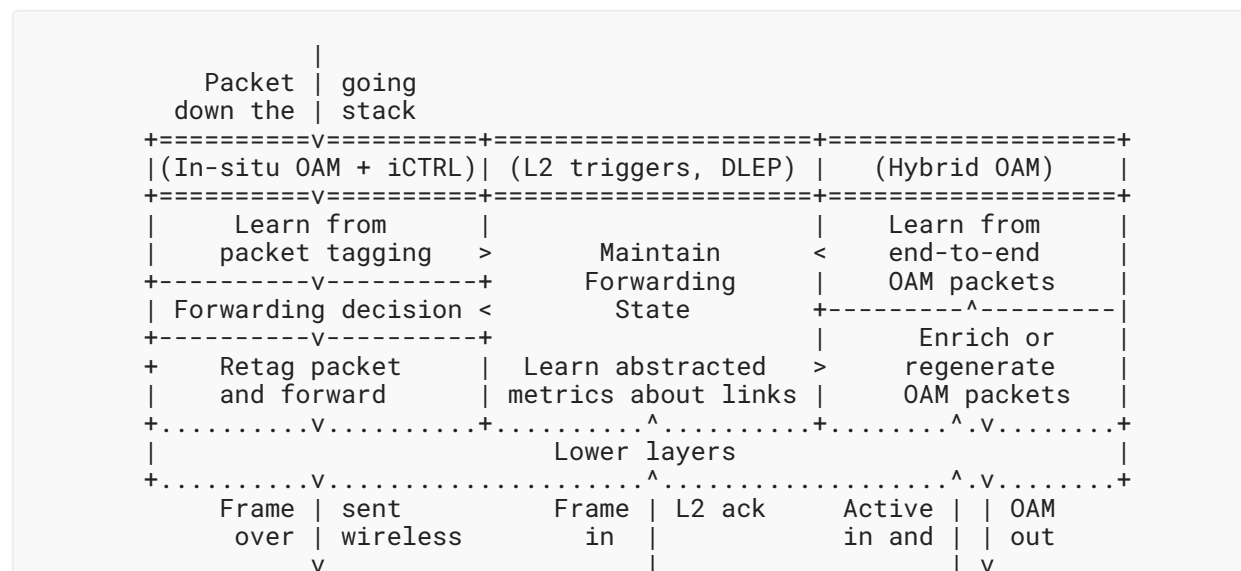 |
              Packet | going
            down the | stack
          +==========v==========+=====================+==================+
          |(In-situ OAM + iCTRL)| (L2 triggers, DLEP) |   (Hybrid OAM)   |
          +==========v==========+=====================+==================+
          |     Learn from      |                     |    Learn from    |
          |    packet tagging   >       Maintain      <    end-to-end    |
          +----------v----------+      Forwarding     |    OAM packets   |
          | Forwarding decision <        State        +---------^--------|
          +----------v----------+                     |      Enrich or   |
          +    Retag packet     |  Learn abstracted   >     regenerate   |
          |    and forward      | metrics about links |     OAM packets  |
          +..........v..........+..........^..........+........^.v.......+
          |                          Lower layers                        |
          +..........v.....................^...................^.v.......+
               Frame | sent          Frame | L2 ack     Active | | OAM
                over | wireless        in  |            in and | | out
                     v                     |                   | v